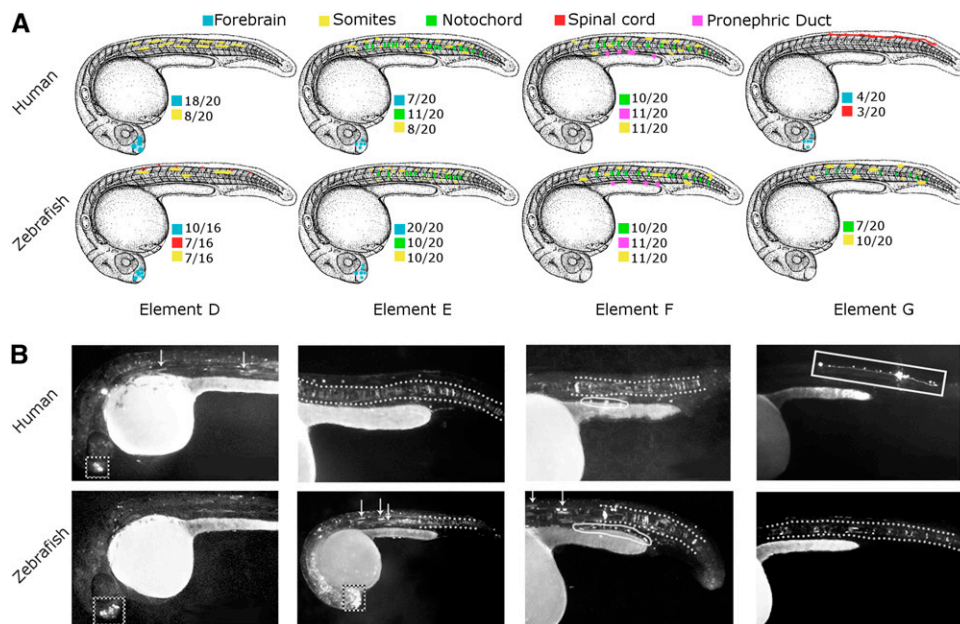 Forebrain Somites Notochord Spinal cord Pronephric Duct
A
Human
18/20
8/20
7/20
11/20
8/20
10/20
11/20
11/20
4/20
3/20
Zebrafish
10/16
7/16
7/16
20/20
10/20
10/20
10/20
11/20
11/20
7/20
10/20
Element D Element E Element F Element G
B
Human
Zebrafish